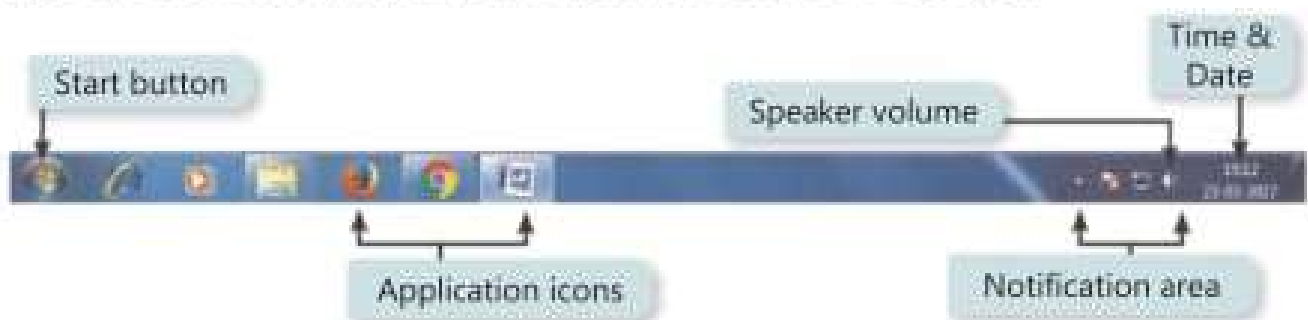 Time &
Date
Start button
Speaker volume
Application icons
Notification area